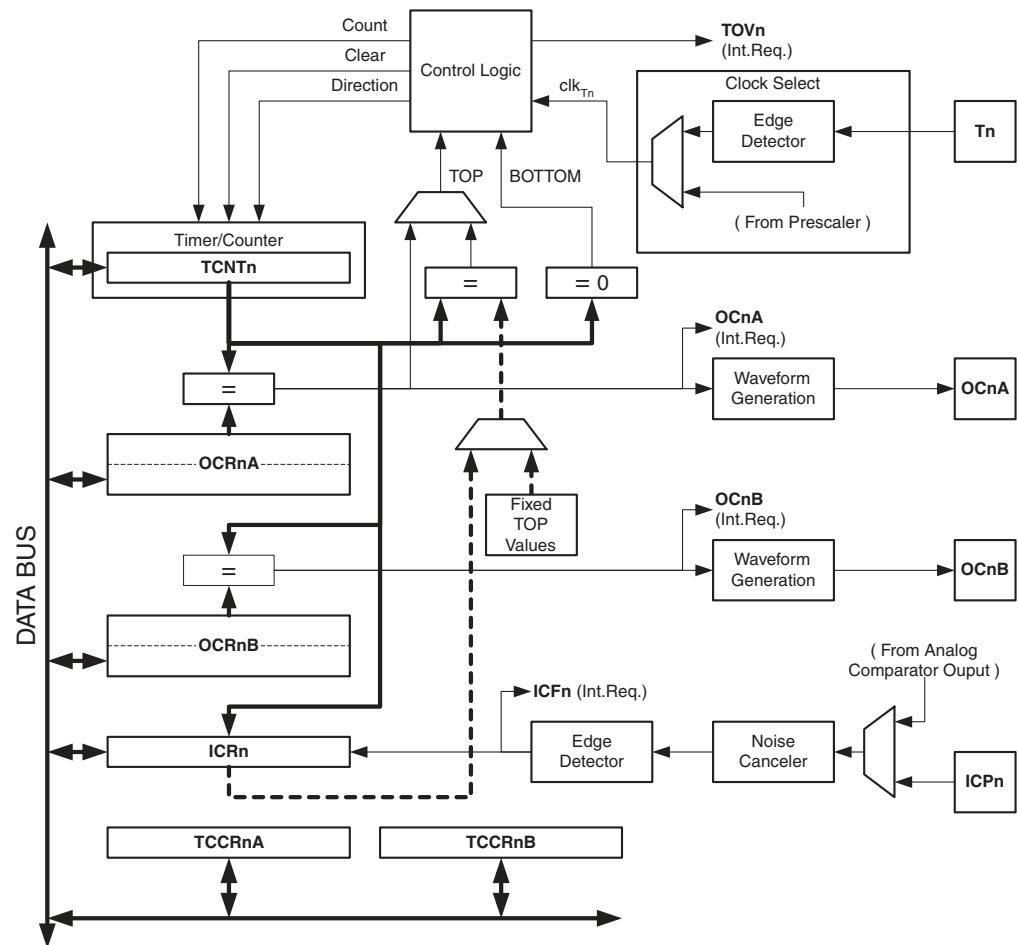 Count
Clear
Direction
Control Logic
TOVn
(Int.Req.)
clkTn
Clock Select
Edge
Detector
Tn
( From Prescaler )
TOP
BOTTOM
Timer/Counter
TCNTn
=
= 0
OCnA
(Int.Req.)
=
Waveform
Generation
OCnA
OCRnA
Fixed
TOP
Values
OCnB
(Int.Req.)
=
Waveform
Generation
OCnB
OCRnB
DATA BUS
( From Analog
Comparator Ouput )
ICFn (Int.Req.)
ICRn
Edge
Detector
Noise
Canceler
ICPn
TCCRnA
TCCRnB